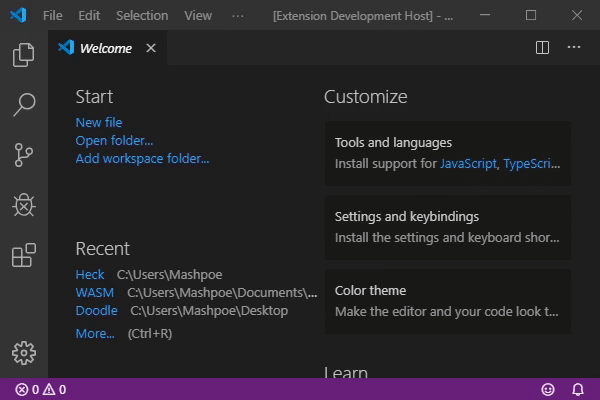 File Edit Selection View ··· [Extension Development Host] - ...
Welcome
Start
New file
Open folder...
Add workspace folder...
Recent
Heck C:\Users\Mashpoe
WASM C:\Users\Mashpoe\Documents\...
Doodle C:\Users\Mashpoe\Desktop
More... (Ctrl+R)
Customize
Tools and languages
Install support for JavaScript, TypeScri...
Settings and keybindings
Install the settings and keyboard shor...
Color theme
Make the editor and your code look t...
Learn
0 0